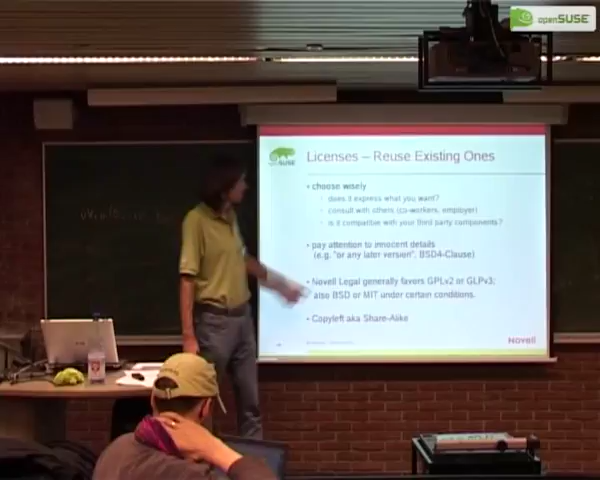 openSUSE
openSUSE
Licenses – Reuse Existing Ones
• choose wisely
- does it express what you want?
- consult with others (co-workers, employer)
- is it compatible with your third party components?
• pay attention to innocent details
(e.g. "or any later version", BSD4-Clause)
• Novell Legal generally favors GPLv2 or GLPv3;
also BSD or MIT under certain conditions.
• Copyleft aka Share-Alike
Novell